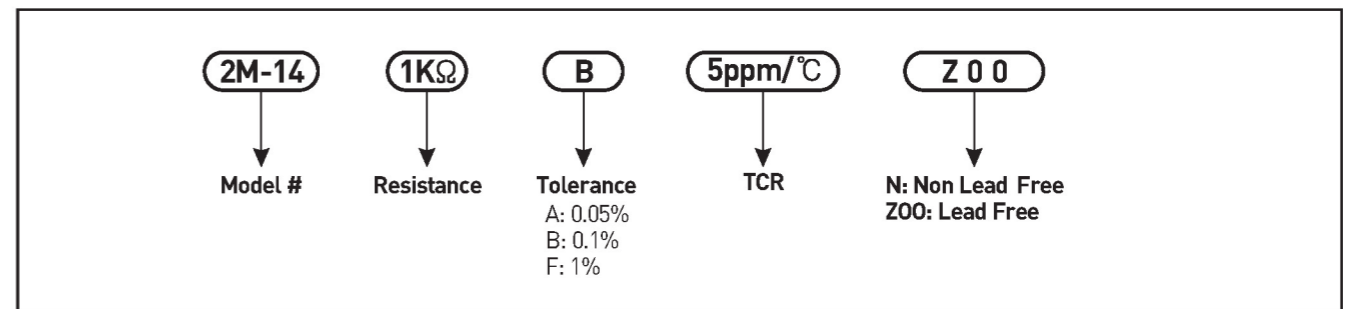 2M-14 1KΩ B 5ppm/℃ Z 0 0
Model # Resistance Tolerance TCR N: Non Lead Free
A: 0.05% ZOO: Lead Free
B: 0.1%
F: 1%